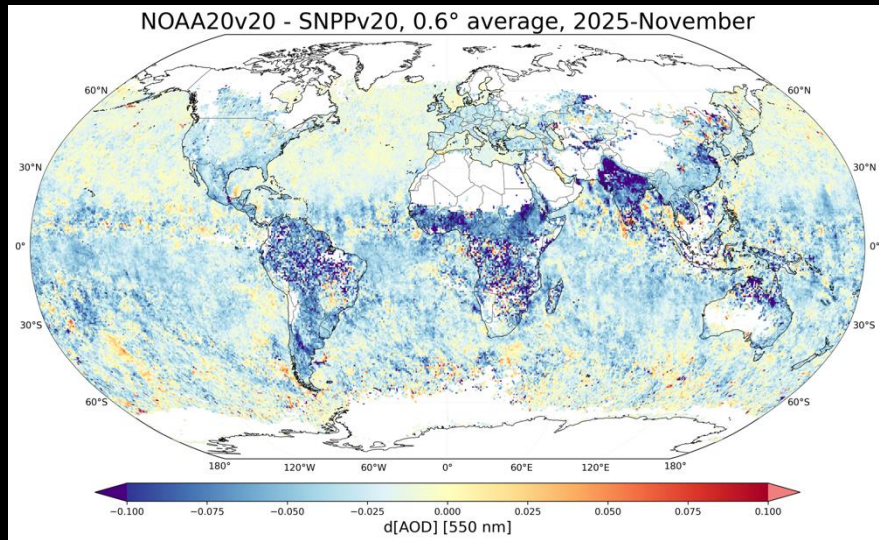 NOAA20v20 - SNPPv20, 0.6° average, 2025-November
60°N
60°N
30°N
30°N
0°
0°
30°S
30°S
60°S
60°S
180° 120°W 60°W 0° 60°E 120°E 180°
−0.100 −0.075 −0.050 −0.025 0.000 0.025 0.050 0.075 0.100
d[AOD] [550 nm]